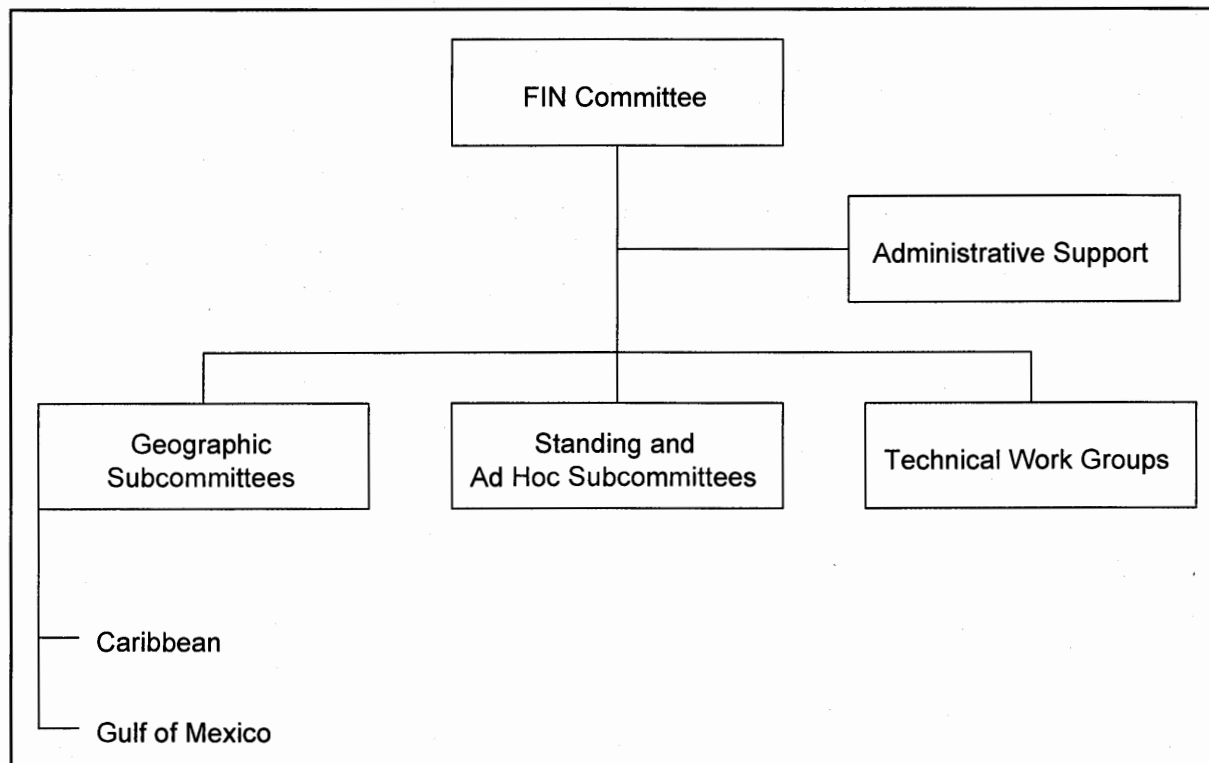 FIN Committee
Administrative Support
Geographic
Subcommittees
Standing and
Ad Hoc Subcommittees
Technical Work Groups
Caribbean
Gulf of Mexico